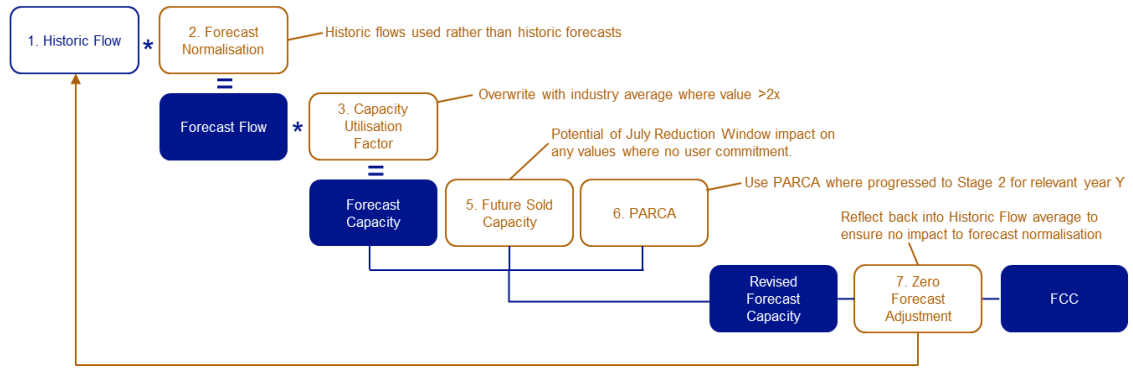 1. Historic Flow
*
2. Forecast
Normalisation
Historic flows used rather than historic forecasts
=
Forecast Flow
*
3. Capacity
Utilisation
Factor
Overwrite with industry average where value >2x
=
Forecast
Capacity
5. Future Sold
Capacity
Potential of July Reduction Window impact on
any values where no user commitment.
6. PARCA
Use PARCA where progressed to Stage 2 for relevant year Y
Revised
Forecast
Capacity
7. Zero
Forecast
Adjustment
Reflect back into Historic Flow average to
ensure no impact to forecast normalisation
FCC